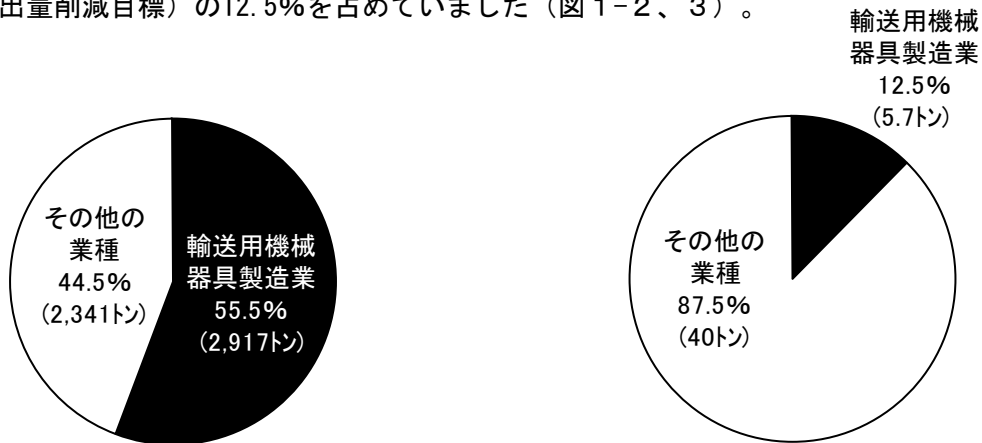 出量削減目標）の12.5%を占めていました（図１−２、３）。
その他の
業種
44.5%
(2,341ﾄﾝ)
輸送用機械
器具製造業
55.5%
(2,917ﾄﾝ)
輸送用機械
器具製造業
12.5%
(5.7ﾄﾝ)
その他の
業種
87.5%
(40ﾄﾝ)